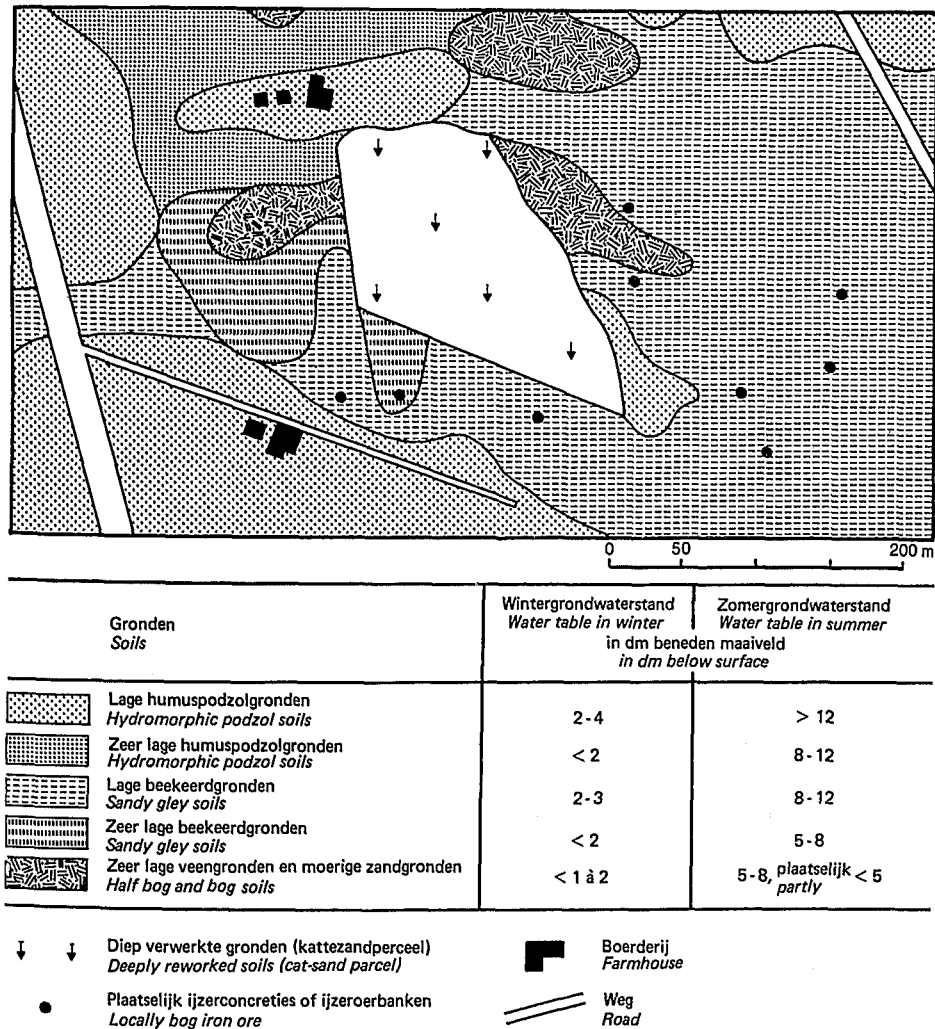 0 50 200 m
Gronden
Soils
Wintergrondwaterstand
Water table in winter
Zomergrondwaterstand
Water table in summer
in dm beneden maaiveld
in dm below surface
Lage humuspodzolgronden
Hydromorphic podzol soils
2-4
> 12
Zeer lage humuspodzolgronden
Hydromorphic podzol soils
< 2
8-12
Lage beekeerdgronden
Sandy gley soils
2-3
8-12
Zeer lage beekeerdgronden
Sandy gley soils
< 2
5-8
Zeer lage veengronden en moerige zandgronden
Half bog and bog soils
< 1 à 2
5-8, plaatselijk < 5
partly
Diep verwerkte gronden (kattezandperceel)
Deeply reworked soils (cat-sand parcel)
Boerderij
Farmhouse
Plaatselijk ijzerconcreties of ijzeroerbanken
Locally bog iron ore
Weg
Road